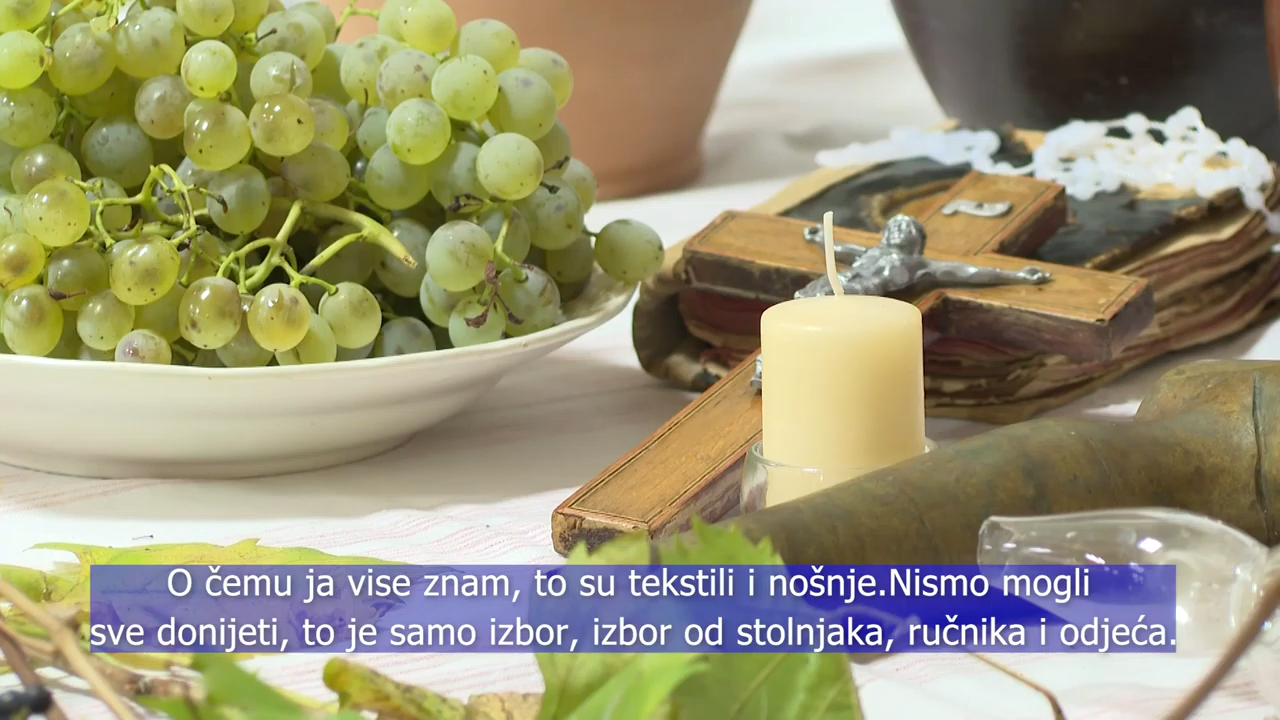 O čemu ja vise znam, to su tekstili i nošnje.Nismo mogli
sve donijeti, to je samo izbor, izbor od stolnjaka, ručnika i odjeća.